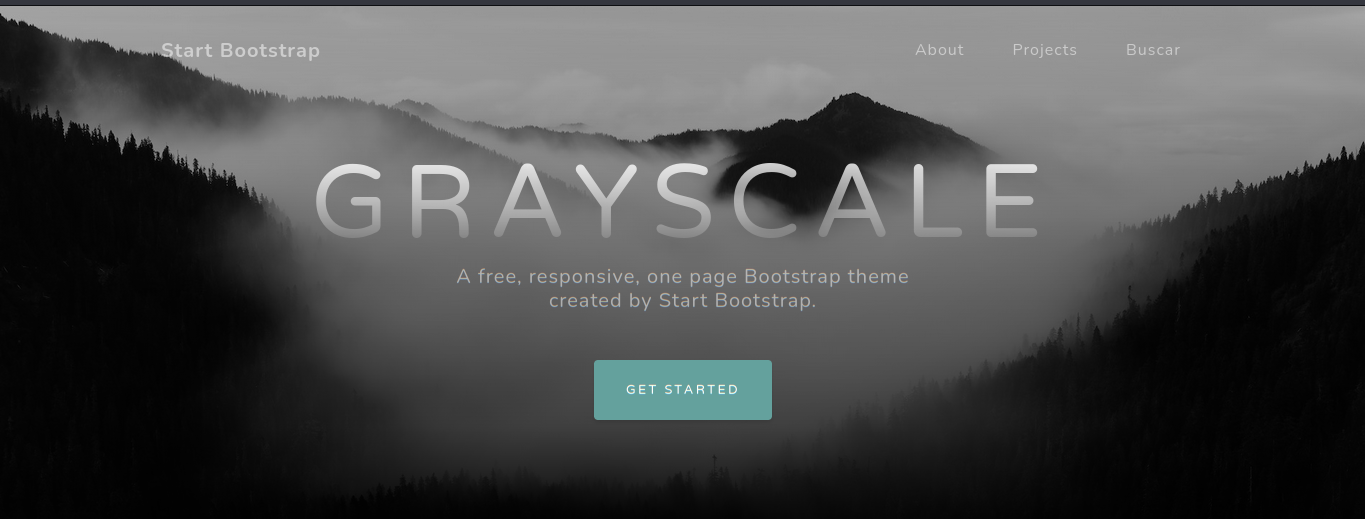 Start Bootstrap
About Projects Buscar
GRAYSCALE
A free, responsive, one page Bootstrap theme
created by Start Bootstrap.
GET STARTED